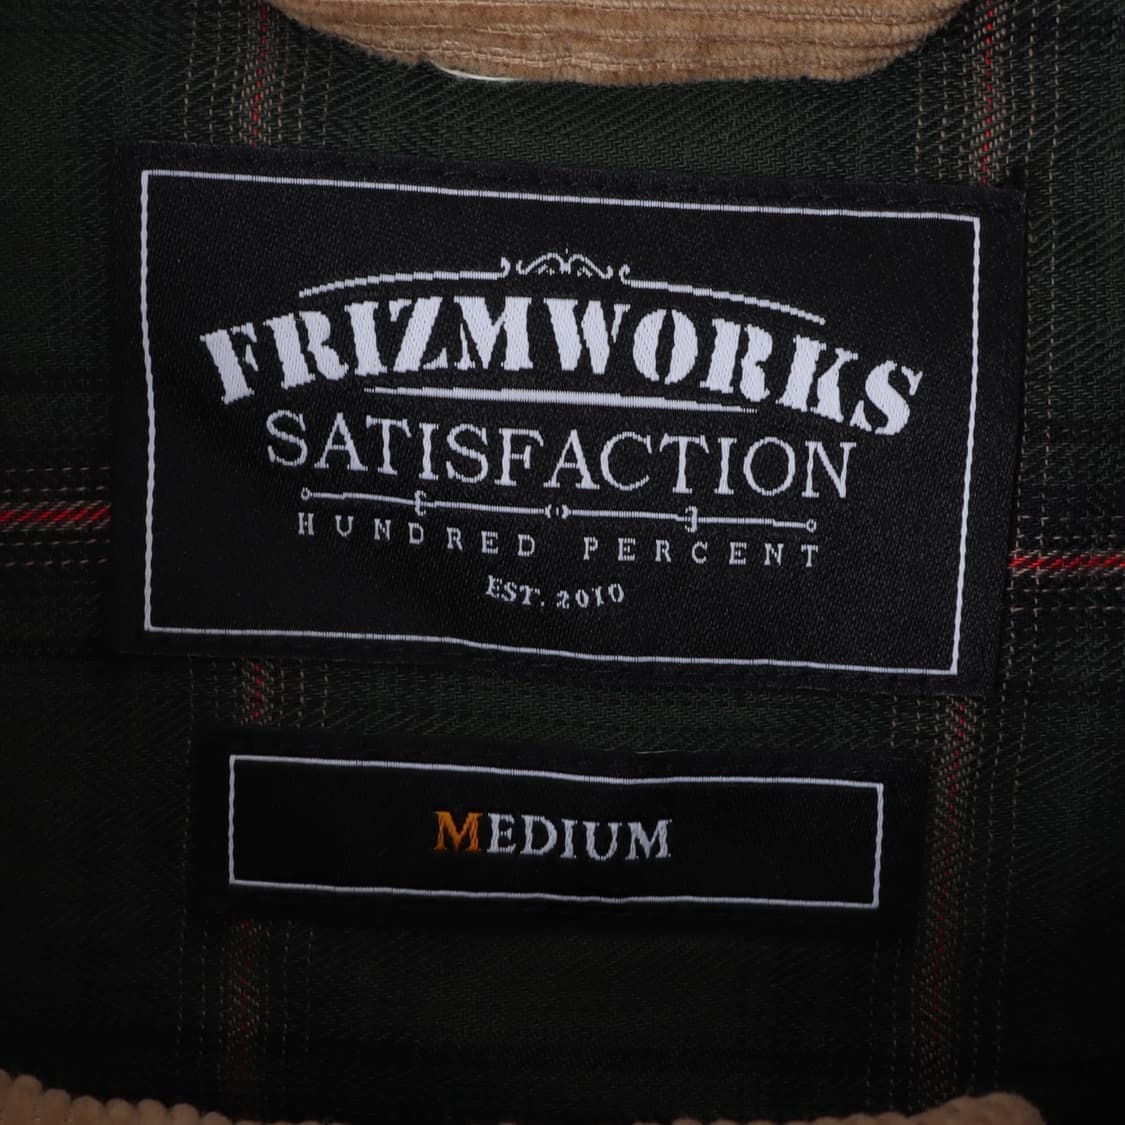 FRIZMWORKS
SATISFACTION
HUNDRED PERCENT
EST. 2010
MEDIUM